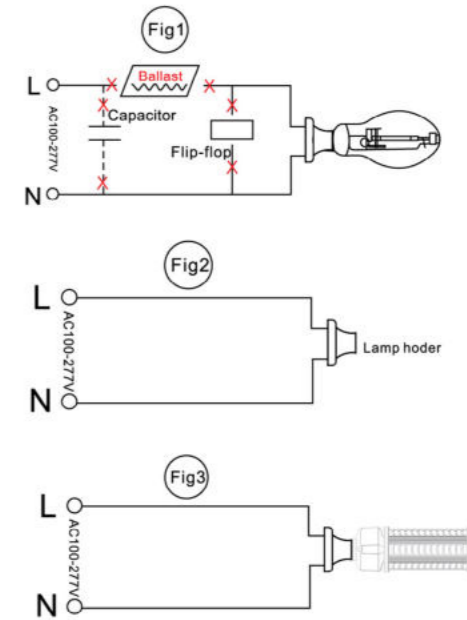 Fig1
Ballast
L
Capacitor
AC100-277V
Flip-flop
N
Fig2
L
AC100-277V
Lamp hoder
N
Fig3
L
AC100-277V
N